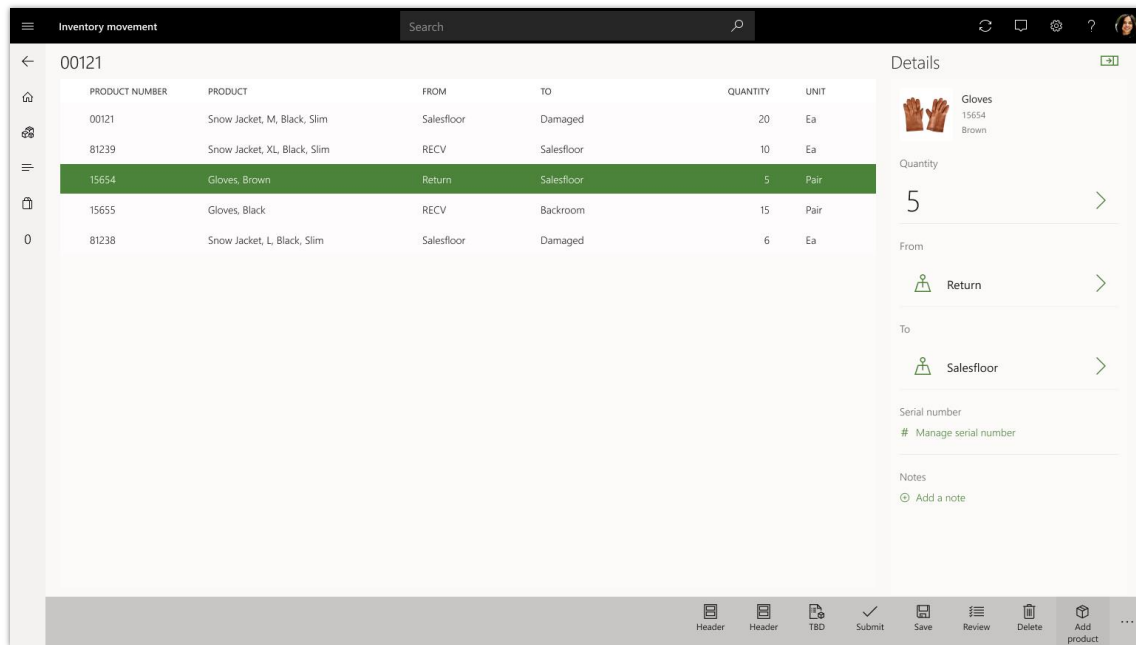 Inventory movement
Search
?
00121
PRODUCT NUMBER PRODUCT FROM TO QUANTITY UNIT
00121 Snow Jacket, M, Black, Slim Salesfloor Damaged 20 Ea
81239 Snow Jacket, XL, Black, Slim RECV Salesfloor 10 Ea
15654 Gloves, Brown Return Salesfloor 5 Pair
15655 Gloves, Black RECV Backroom 15 Pair
81238 Snow Jacket, L, Black, Slim Salesfloor Damaged 6 Ea
0
Details
Gloves
15654
Brown
Quantity
5
From
Return
To
Salesfloor
Serial number
# Manage serial number
Notes
Add a note
Header Header TBD Submit Save Review Delete Add product ...